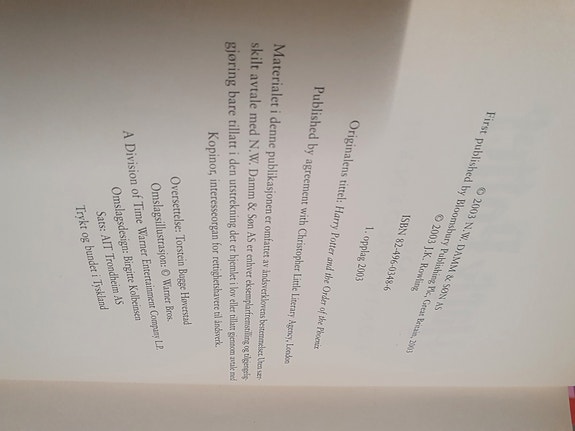 © 2003 N.W. DAMM & SØN AS
First published by Bloomsbury Publishing PLC, Great Britain, 2003
© 2003 J.K. Rowling
ISBN 82-496-0348-6
1. opplag 2003
Originalens tittel: Harry Potter and the Order of the Phoenix
Published by agreement with Christopher Little Literary Agency, London
Materialet i denne publikasjonen er omfattet av åndsverklovens bestemmelser. Uten sær-
skilt avtale med N.W. Damm & Søn AS er enhver eksemplarfremstilling og tilgjengelig-
gjøring bare tillatt i den utstrekning det er hjemlet i lov eller tillatt gjennom avtale med
Kopinor, interesseorgan for rettighetshavere til åndsverk.
Oversettelse: Torstein Bugge Høverstad
Omslagsillustrasjon: © Warner Bros.
A Division of Time Warner Entertainment Company L.P.
Omslagsdesign: Birgitte Kolbeinsen
Sats: AIT Trondheim AS
Trykt og bundet i Tyskland